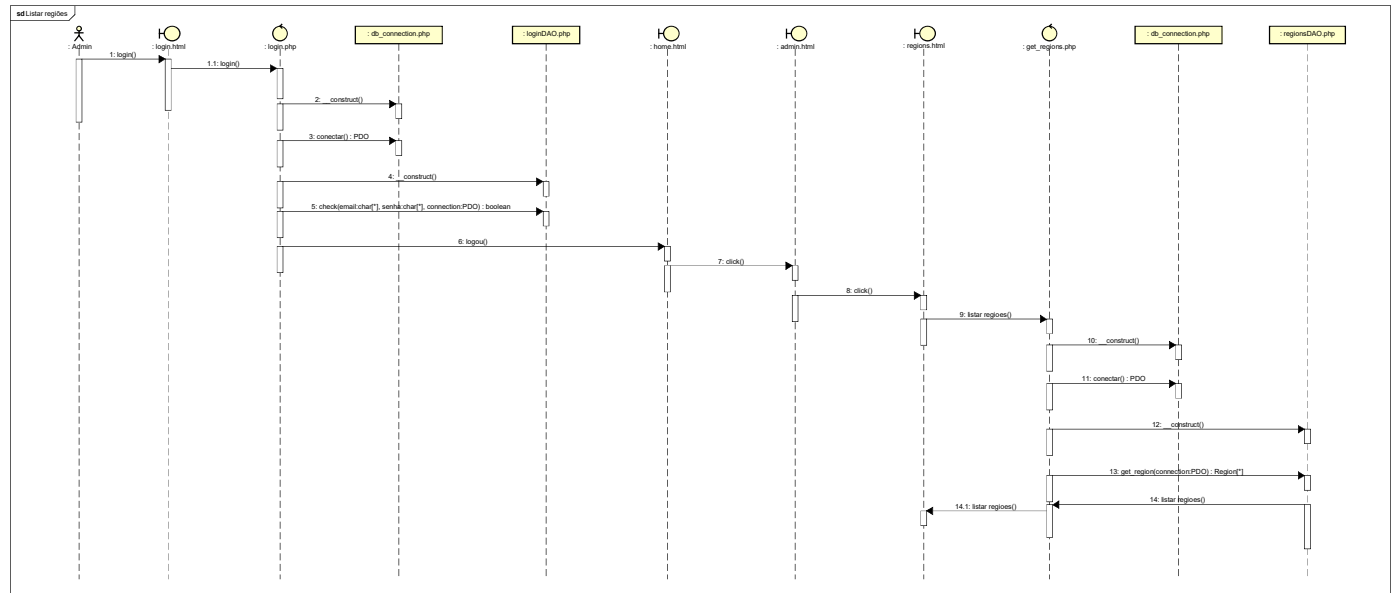 sd Listar regiões
: Admin
: login.html
: login.php
: db_connection.php
: loginDAO.php
: home.html
: admin.html
: regions.html
: get_regions.php
: db_connection.php
: regionsDAO.php
1: login()
1.1: login()
2: __construct()
3: conectar() : PDO
4: __construct()
5: check(email:char[*], senha:char[*], connection:PDO) : boolean
6: logou()
7: click()
8: click()
9: listar regioes()
10: __construct()
11: conectar() : PDO
12: __construct()
13: get_region(connection:PDO) : Region[*]
14: listar regioes()
14.1: listar regioes()